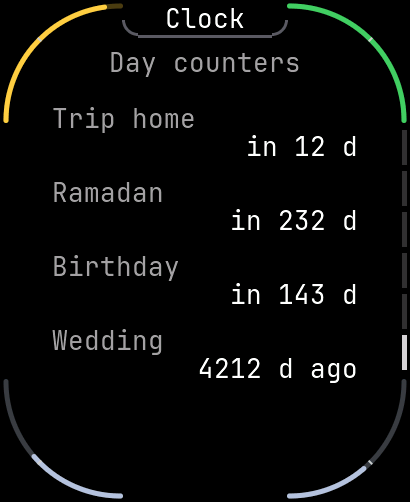 Clock
Day counters
Trip home
in 12 d
Ramadan
in 232 d
Birthday
in 143 d
Wedding
4212 d ago